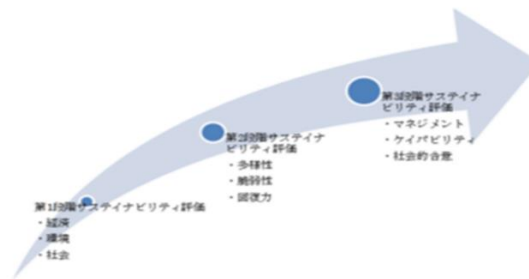 第1段階サステイナビリティ評価
・経済
・環境
・社会
第2段階サステイナ
ビリティ評価
・多様性
・脆弱性
・回復力
第3段階サステイナ
ビリティ評価
・マネジメント
・ケイパビリティ
・社会的合意